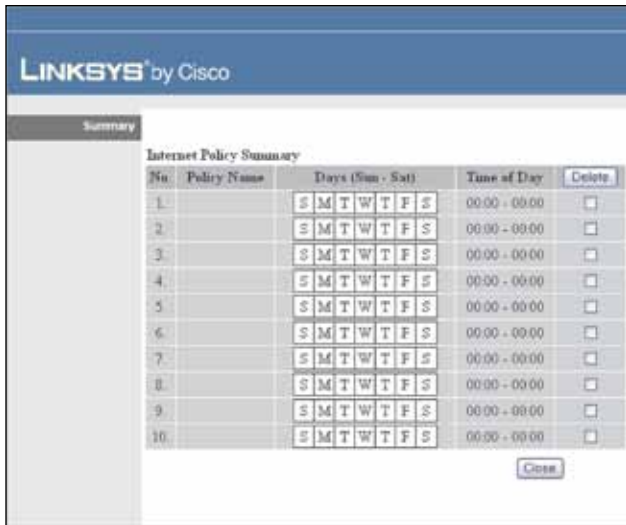 LINKSYS® by Cisco
Summary
Internet Policy Summary
No. Policy Name Days (Sun - Sat) Time of Day Delete
1. S M T W T F S 00:00 - 00:00
2. S M T W T F S 00:00 - 00:00
3. S M T W T F S 00:00 - 00:00
4. S M T W T F S 00:00 - 00:00
5. S M T W T F S 00:00 - 00:00
6. S M T W T F S 00:00 - 00:00
7. S M T W T F S 00:00 - 00:00
8. S M T W T F S 00:00 - 00:00
9. S M T W T F S 00:00 - 00:00
10. S M T W T F S 00:00 - 00:00
Close